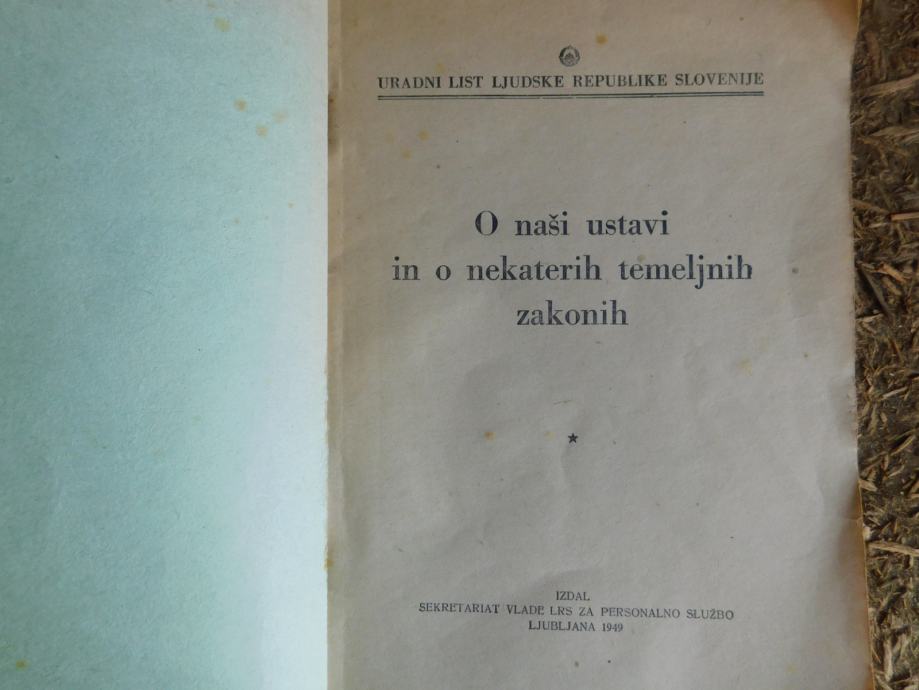 URADNI LIST LJUDSKE REPUBLIKE SLOVENIJE
O naši ustavi
in o nekaterih temeljnih
zakonih
IZDAL
SEKRETARIAT VLADE LRS ZA PERSONALNO SLUŽBO
LJUBLJANA 1949